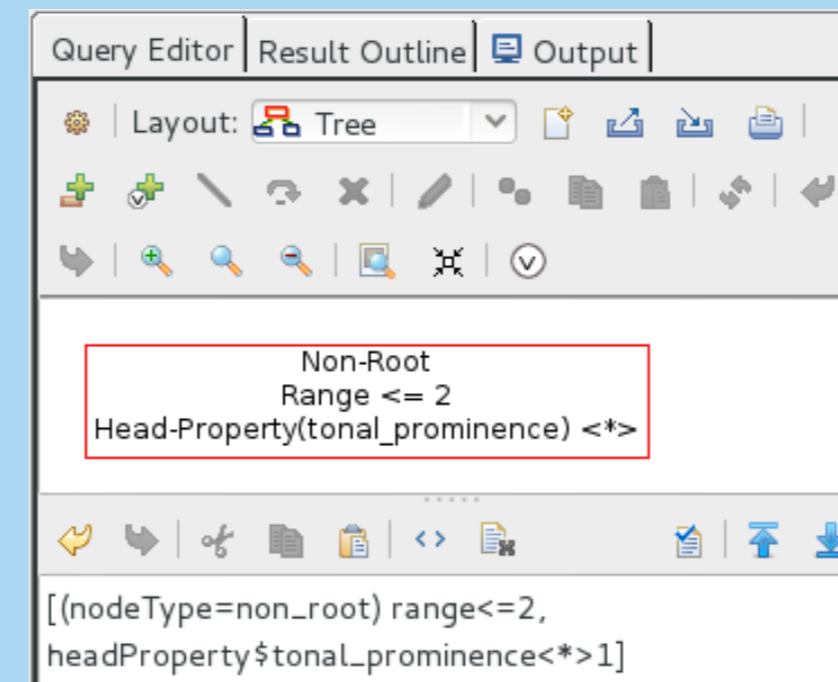 Query Editor Result Outline Output
Layout: Tree
Non-Root
Range <= 2
Head-Property(tonal_prominence) <*>
[(nodeType=non_root) range<=2,
headProperty$tonal_prominence<*>1]